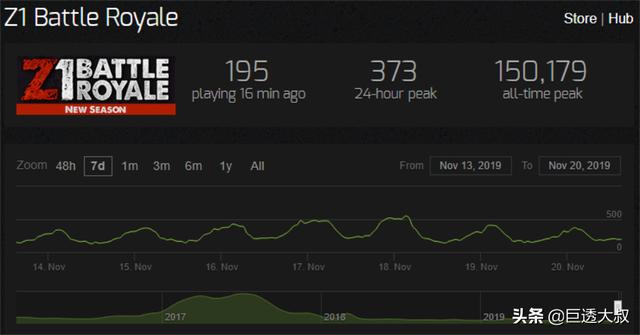 Z1 Battle Royale
Store | Hub
Z1 BATTLE ROYALE
NEW SEASON
195
playing 16 min ago
373
24-hour peak
150,179
all-time peak
Zoom 48h 7d 1m 3m 6m 1y All
From Nov 13, 2019 To Nov 20, 2019
500
0
14. Nov 15. Nov 16. Nov 17. Nov 18. Nov 19. Nov 20. Nov
2017 2018 2019
头条 @巨透大叔